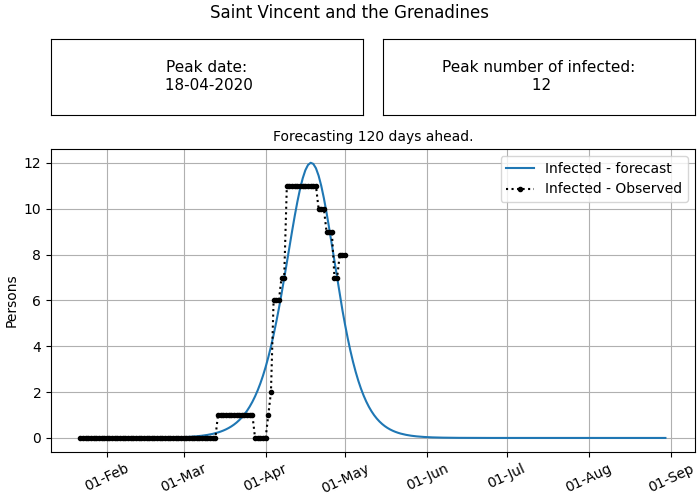 Saint Vincent and the Grenadines
Peak date:
18-04-2020
Peak number of infected:
12
Forecasting 120 days ahead.
Infected - forecast
Infected - Observed
Persons
12
10
8
6
4
2
0
01-Feb
01-Mar
01-Apr
01-May
01-Jun
01-Jul
01-Aug
01-Sep